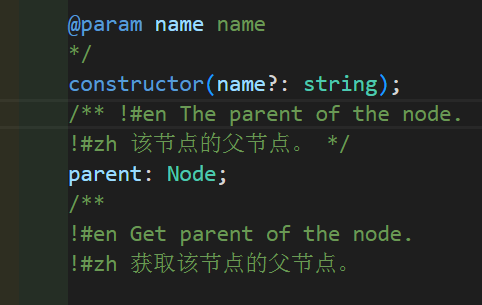 @param name name
*/
constructor(name?: string);
/** !#en The parent of the node.
!#zh 该节点的父节点。 */
parent: Node;
/**
!#en Get parent of the node.
!#zh 获取该节点的父节点。